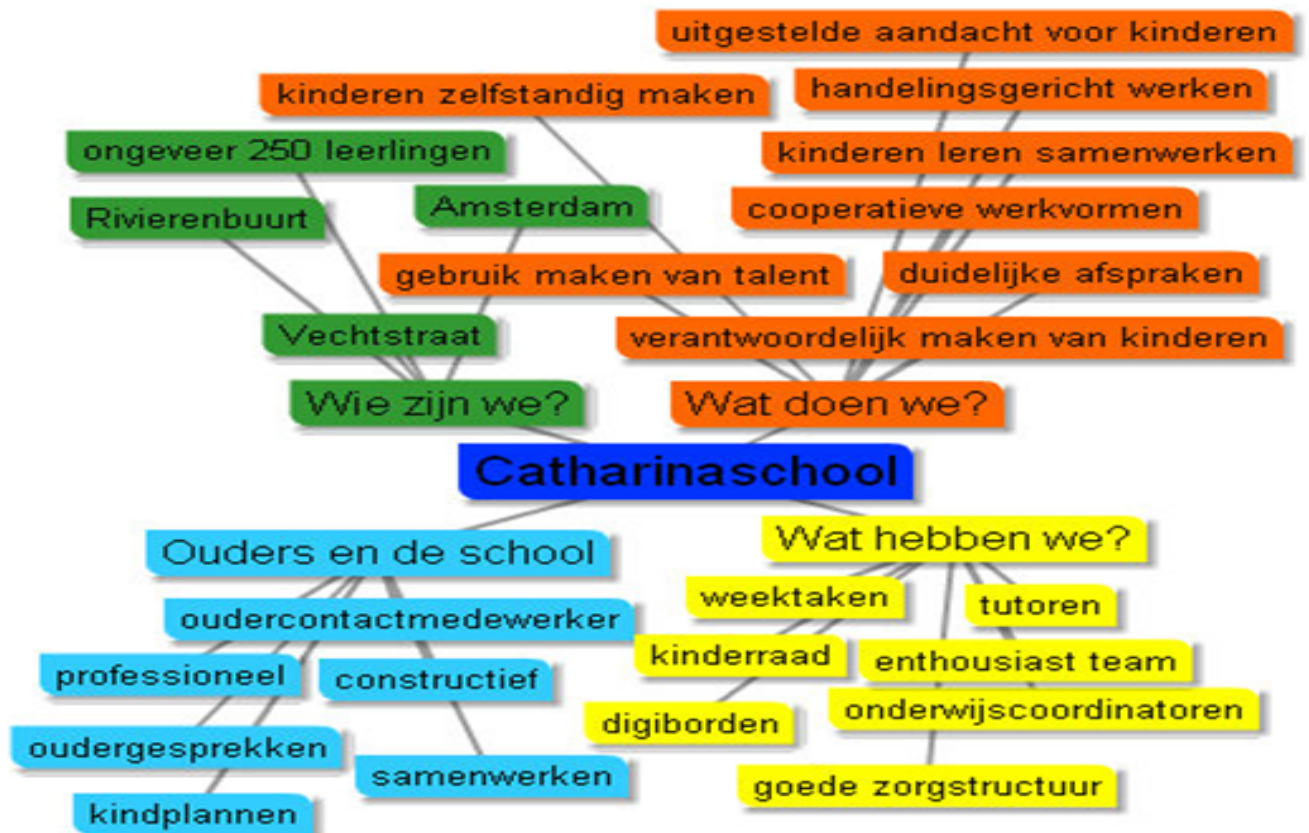 uitgestelde aandacht voor kinderen
kinderen zelfstandig maken
handelingsgericht werken
ongeveer 250 leerlingen
kinderen leren samenwerken
Rivierenbuurt
Amsterdam
cooperatieve werkvormen
gebruik maken van talent
duidelijke afspraken
Vechtstraat
verantwoordelijk maken van kinderen
Wie zijn we?
Wat doen we?
Catharinaschool
Ouders en de school
Wat hebben we?
weektaken
tutoren
oudercontactmedewerker
kinderraad
enthousiast team
professioneel
constructief
digiborden
onderwijscoordinatoren
oudergesprekken
samenwerken
goede zorgstructuur
kindplannen